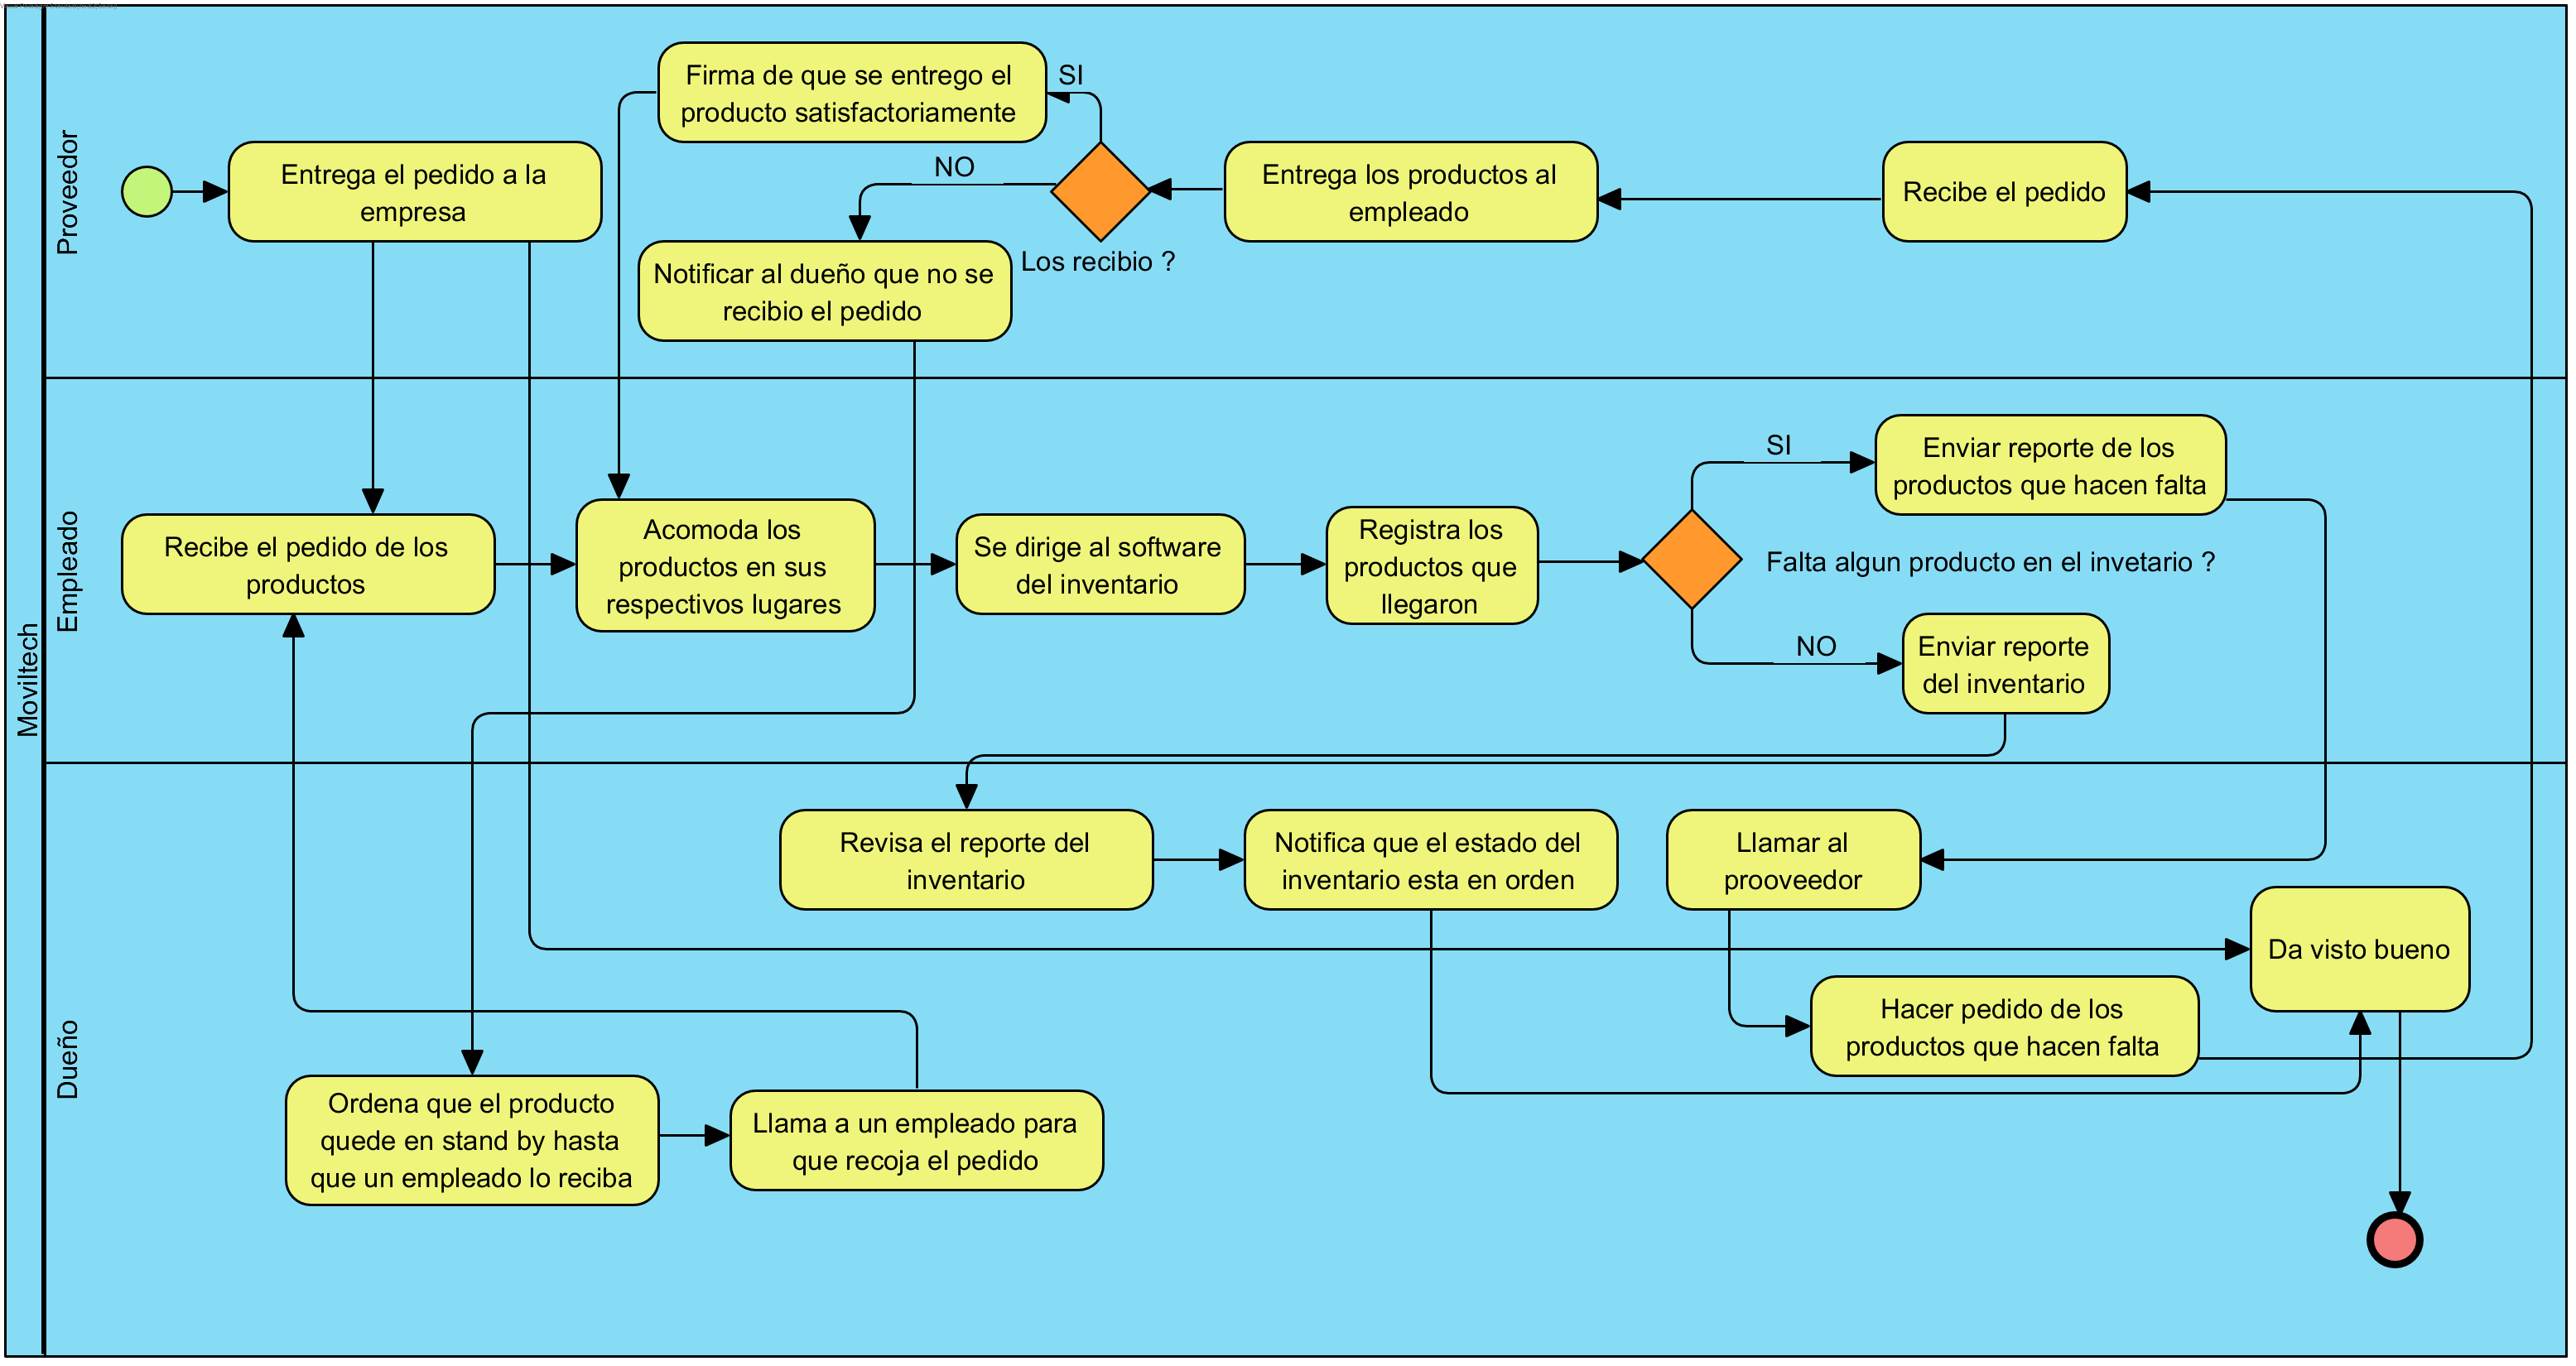 Moviltech
Proveedor
Entrega el pedido a la
empresa
Firma de que se entrego el
producto satisfactoriamente
SI
NO
Notificar al dueño que no se
recibio el pedido
Los recibio ?
Entrega los productos al
empleado
Recibe el pedido
Empleado
Recibe el pedido de los
productos
Acomoda los
productos en sus
respectivos lugares
Se dirige al software
del inventario
Registra los
productos que
llegaron
SI
Falta algun producto en el invetario ?
NO
Enviar reporte de los
productos que hacen falta
Enviar reporte
del inventario
Dueño
Revisa el reporte del
inventario
Notifica que el estado del
inventario esta en orden
Llamar al
prooveedor
Da visto bueno
Hacer pedido de los
productos que hacen falta
Ordena que el producto
quede en stand by hasta
que un empleado lo reciba
Llama a un empleado para
que recoja el pedido